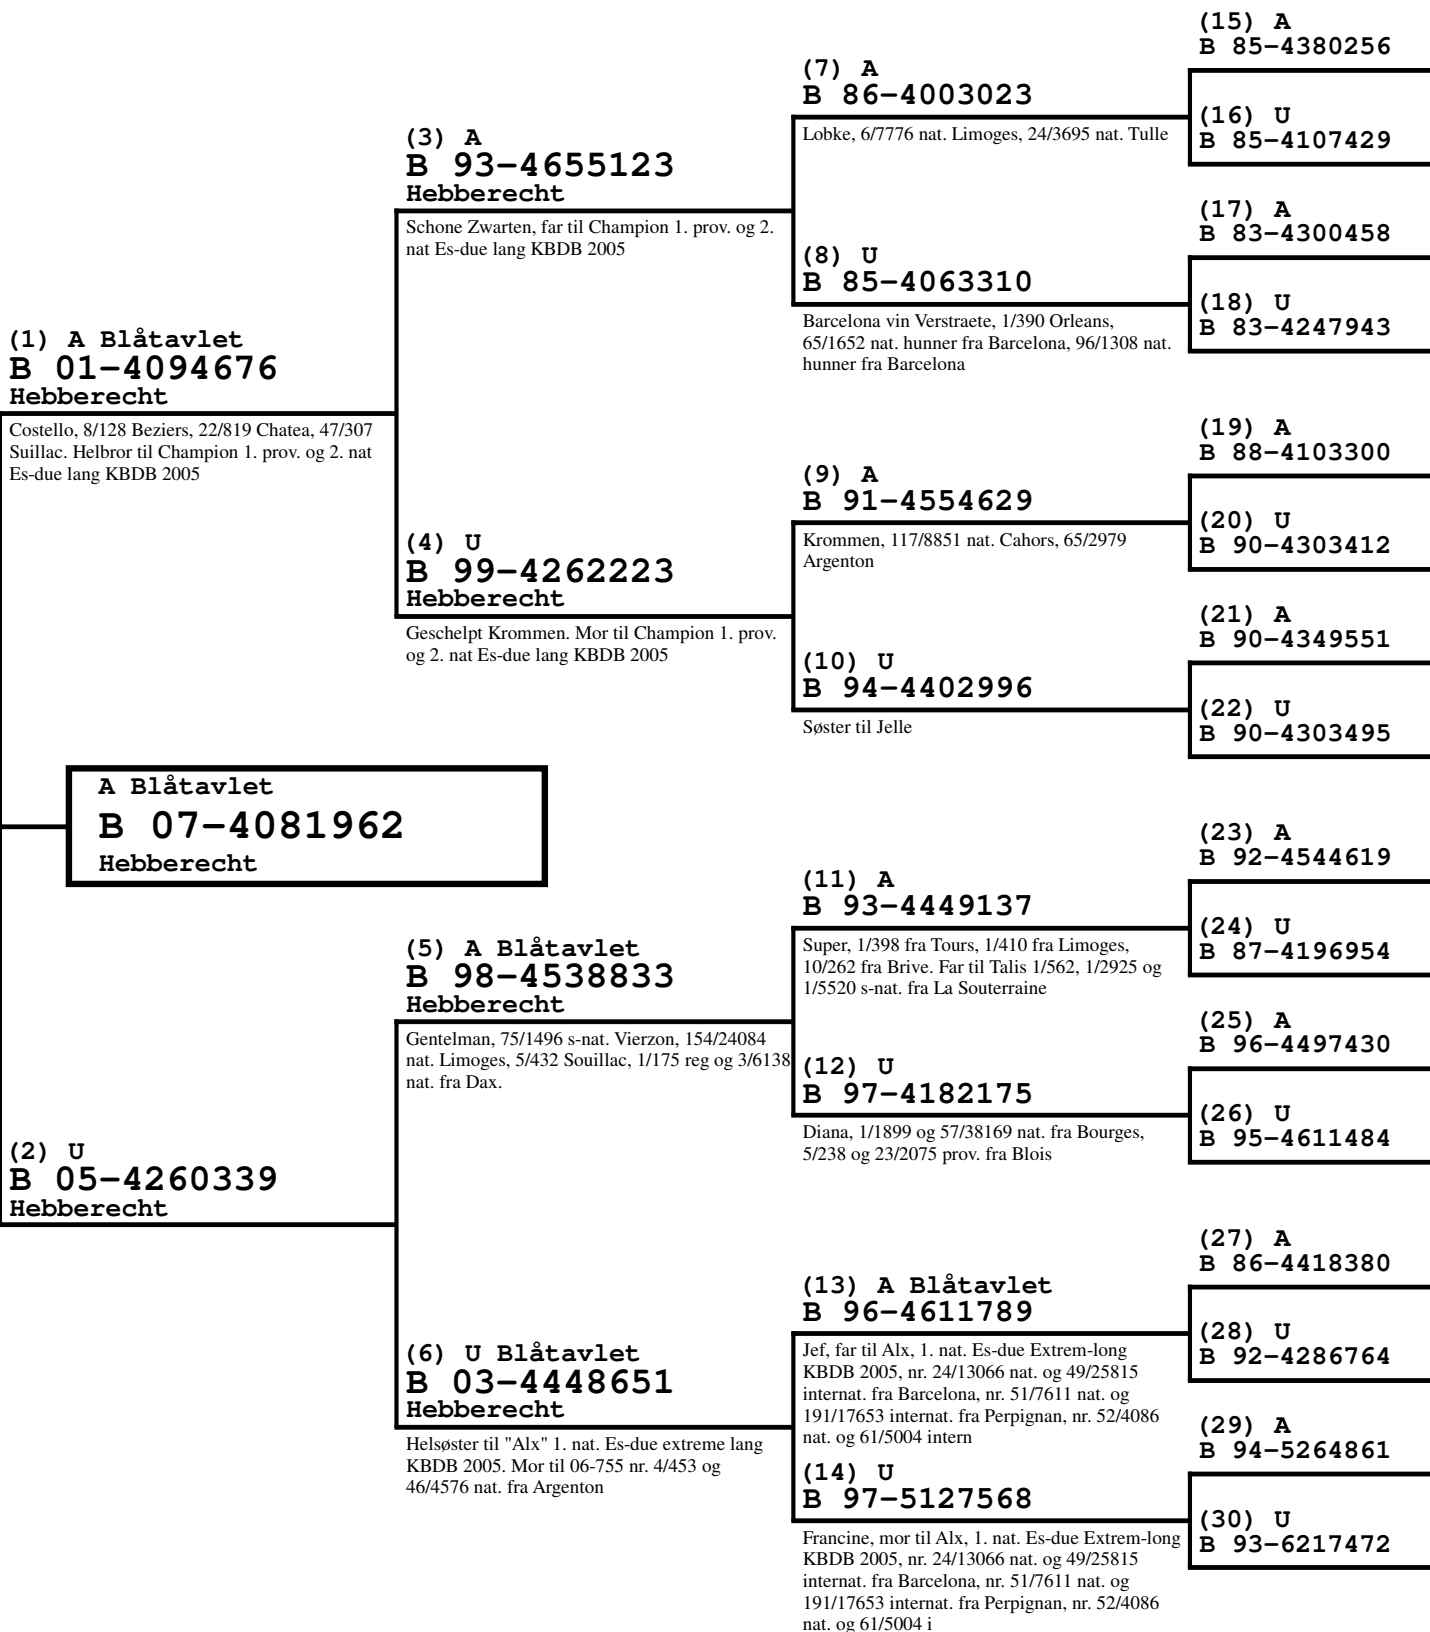 (1) A Blåtavlet
B 01-4094676
Hebberecht
Costello, 8/128 Beziers, 22/819 Chatea, 47/307
Suillac. Helbror til Champion 1. prov. og 2. nat
Es-due lang KBDB 2005
A Blåtavlet
B 07-4081962
Hebberecht
(2) U
B 05-4260339
Hebberecht
(3) A
B 93-4655123
Hebberecht
Schone Zwarten, far til Champion 1. prov. og 2.
nat Es-due lang KBDB 2005
(4) U
B 99-4262223
Hebberecht
Geschelpt Krommen. Mor til Champion 1. prov.
og 2. nat Es-due lang KBDB 2005
(5) A Blåtavlet
B 98-4538833
Hebberecht
Gentelman, 75/1496 s-nat. Vierzon, 154/24084
nat. Limoges, 5/432 Souillac, 1/175 reg og 3/6138
nat. fra Dax.
(6) U Blåtavlet
B 03-4448651
Hebberecht
Helsøster til "Alx" 1. nat. Es-due extreme lang
KBDB 2005. Mor til 06-755 nr. 4/453 og
46/4576 nat. fra Argenton
(7) A
B 86-4003023
Lobke, 6/7776 nat. Limoges, 24/3695 nat. Tulle
(8) U
B 85-4063310
Barcelona vin Verstraete, 1/390 Orleans,
65/1652 nat. hunner fra Barcelona, 96/1308 nat.
hunner fra Barcelona
(9) A
B 91-4554629
Krommen, 117/8851 nat. Cahors, 65/2979
Argenton
(10) U
B 94-4402996
Søster til Jelle
(11) A
B 93-4449137
Super, 1/398 fra Tours, 1/410 fra Limoges,
10/262 fra Brive. Far til Talis 1/562, 1/2925 og
1/5520 s-nat. fra La Souterraine
(12) U
B 97-4182175
Diana, 1/1899 og 57/38169 nat. fra Bourges,
5/238 og 23/2075 prov. fra Blois
(13) A Blåtavlet
B 96-4611789
Jef, far til Alx, 1. nat. Es-due Extrem-long
KBDB 2005, nr. 24/13066 nat. og 49/25815
internat. fra Barcelona, nr. 51/7611 nat. og
191/17653 internat. fra Perpignan, nr. 52/4086
nat. og 61/5004 intern
(14) U
B 97-5127568
Francine, mor til Alx, 1. nat. Es-due Extrem-long
KBDB 2005, nr. 24/13066 nat. og 49/25815
internat. fra Barcelona, nr. 51/7611 nat. og
191/17653 internat. fra Perpignan, nr. 52/4086
nat. og 61/5004 i
(15) A
B 85-4380256
(16) U
B 85-4107429
(17) A
B 83-4300458
(18) U
B 83-4247943
(19) A
B 88-4103300
(20) U
B 90-4303412
(21) A
B 90-4349551
(22) U
B 90-4303495
(23) A
B 92-4544619
(24) U
B 87-4196954
(25) A
B 96-4497430
(26) U
B 95-4611484
(27) A
B 86-4418380
(28) U
B 92-4286764
(29) A
B 94-5264861
(30) U
B 93-6217472